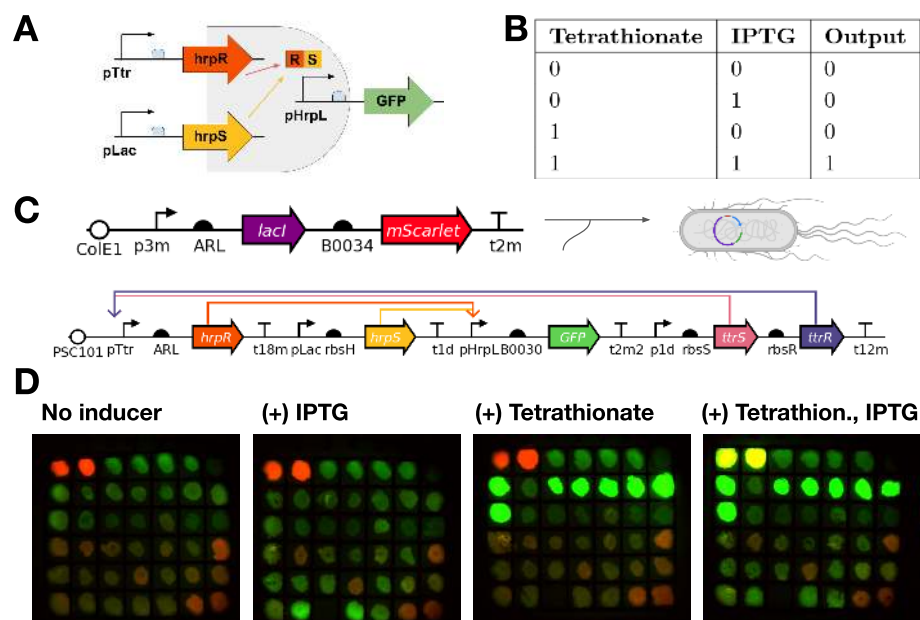 A
pTtr
hrpR
R S
pLac
hrpS
pHrpL
GFP
B
Tetrathionate IPTG Output
0 0 0
0 1 0
1 0 0
1 1 1
C
ColE1 p3m ARL lacI B0034 mScarlet t2m
PSC101 pTtr ARL hrpR t18m pLac rbsH hrpS t1d pHrpL B0030 GFP t2m2 p1d rbsS ttrS rbsR ttrR t12m
D
No inducer (+) IPTG (+) Tetrathionate (+) Tetrathion., IPTG